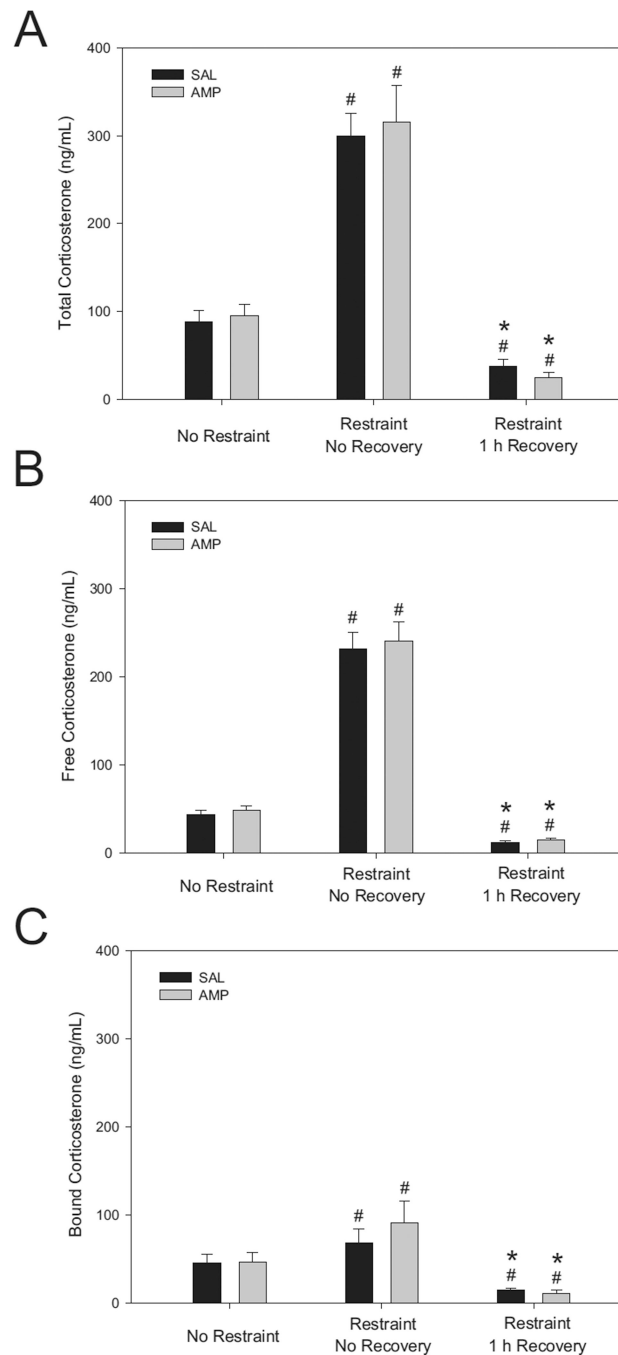 A
400
300
200
100
0
Total Corticosterone (ng/mL)
SAL
AMP
# #
* *
# #
No Restraint
Restraint
No Recovery
Restraint
1 h Recovery
B
400
300
200
100
0
Free Corticosterone (ng/mL)
SAL
AMP
# #
* *
# #
No Restraint
Restraint
No Recovery
Restraint
1 h Recovery
C
400
300
200
100
0
Bound Corticosterone (ng/mL)
SAL
AMP
# #
* *
# #
No Restraint
Restraint
No Recovery
Restraint
1 h Recovery